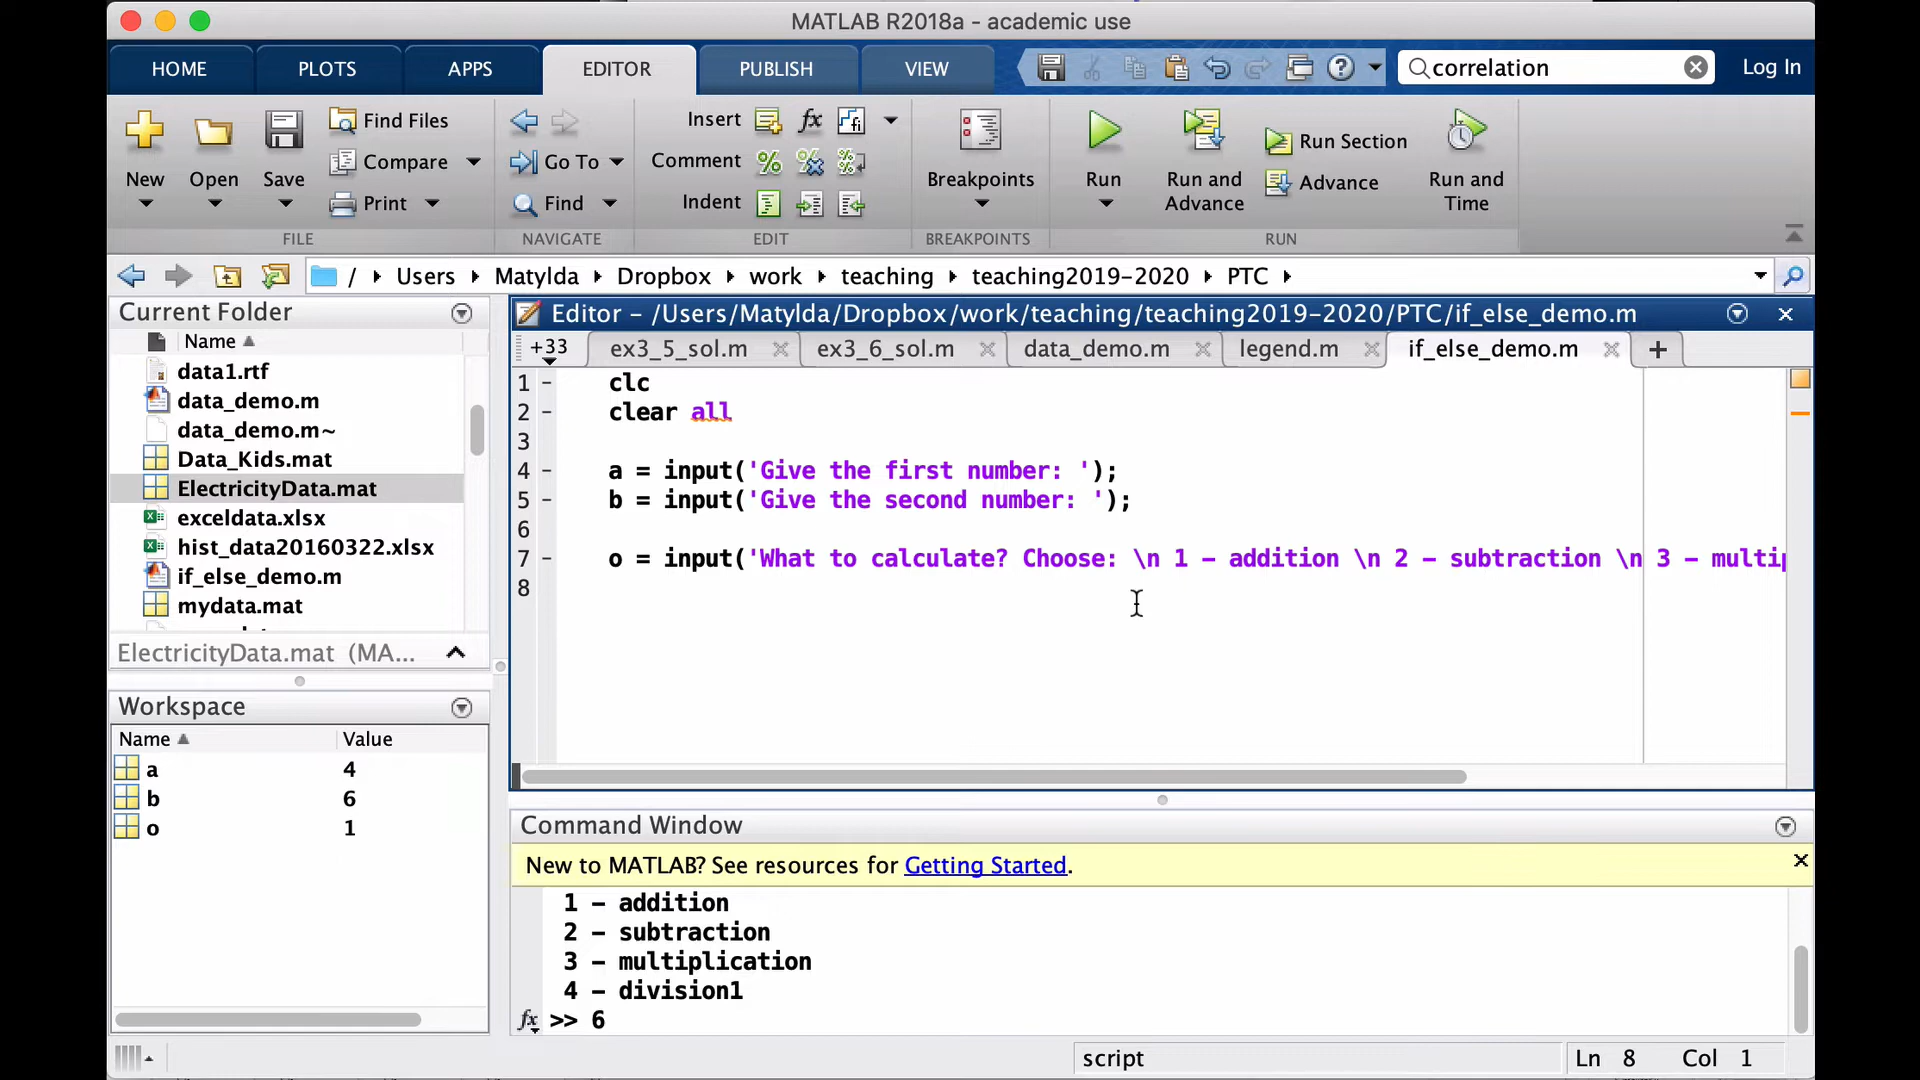 MATLAB R2018a - academic use
HOME PLOTS APPS EDITOR PUBLISH VIEW correlation Log In
New Open Save Find Files Compare Print
FILE
Go To Find
NAVIGATE
Insert fx
Comment
Indent
EDIT
Breakpoints
BREAKPOINTS
Run Run and Advance Run Section Advance Run and Time
RUN
/ Users Matylda Dropbox work teaching teaching2019-2020 PTC
Current Folder
Name
data1.rtf
data_demo.m
data_demo.m~
Data_Kids.mat
ElectricityData.mat
exceldata.xlsx
hist_data20160322.xlsx
if_else_demo.m
mydata.mat
ElectricityData.mat (MA...
Workspace
Name Value
a 4
b 6
o 1
Editor - /Users/Matylda/Dropbox/work/teaching/teaching2019-2020/PTC/if_else_demo.m
+33 ex3_5_sol.m ex3_6_sol.m data_demo.m legend.m if_else_demo.m +
1 - clc
2 - clear all
3
4 - a = input('Give the first number: ');
5 - b = input('Give the second number: ');
6
7 - o = input('What to calculate? Choose: \n 1 - addition \n 2 - subtraction \n 3 - multip
8
Command Window
New to MATLAB? See resources for Getting Started.
1 - addition
2 - subtraction
3 - multiplication
4 - division1
fx >> 6
script Ln 8 Col 1